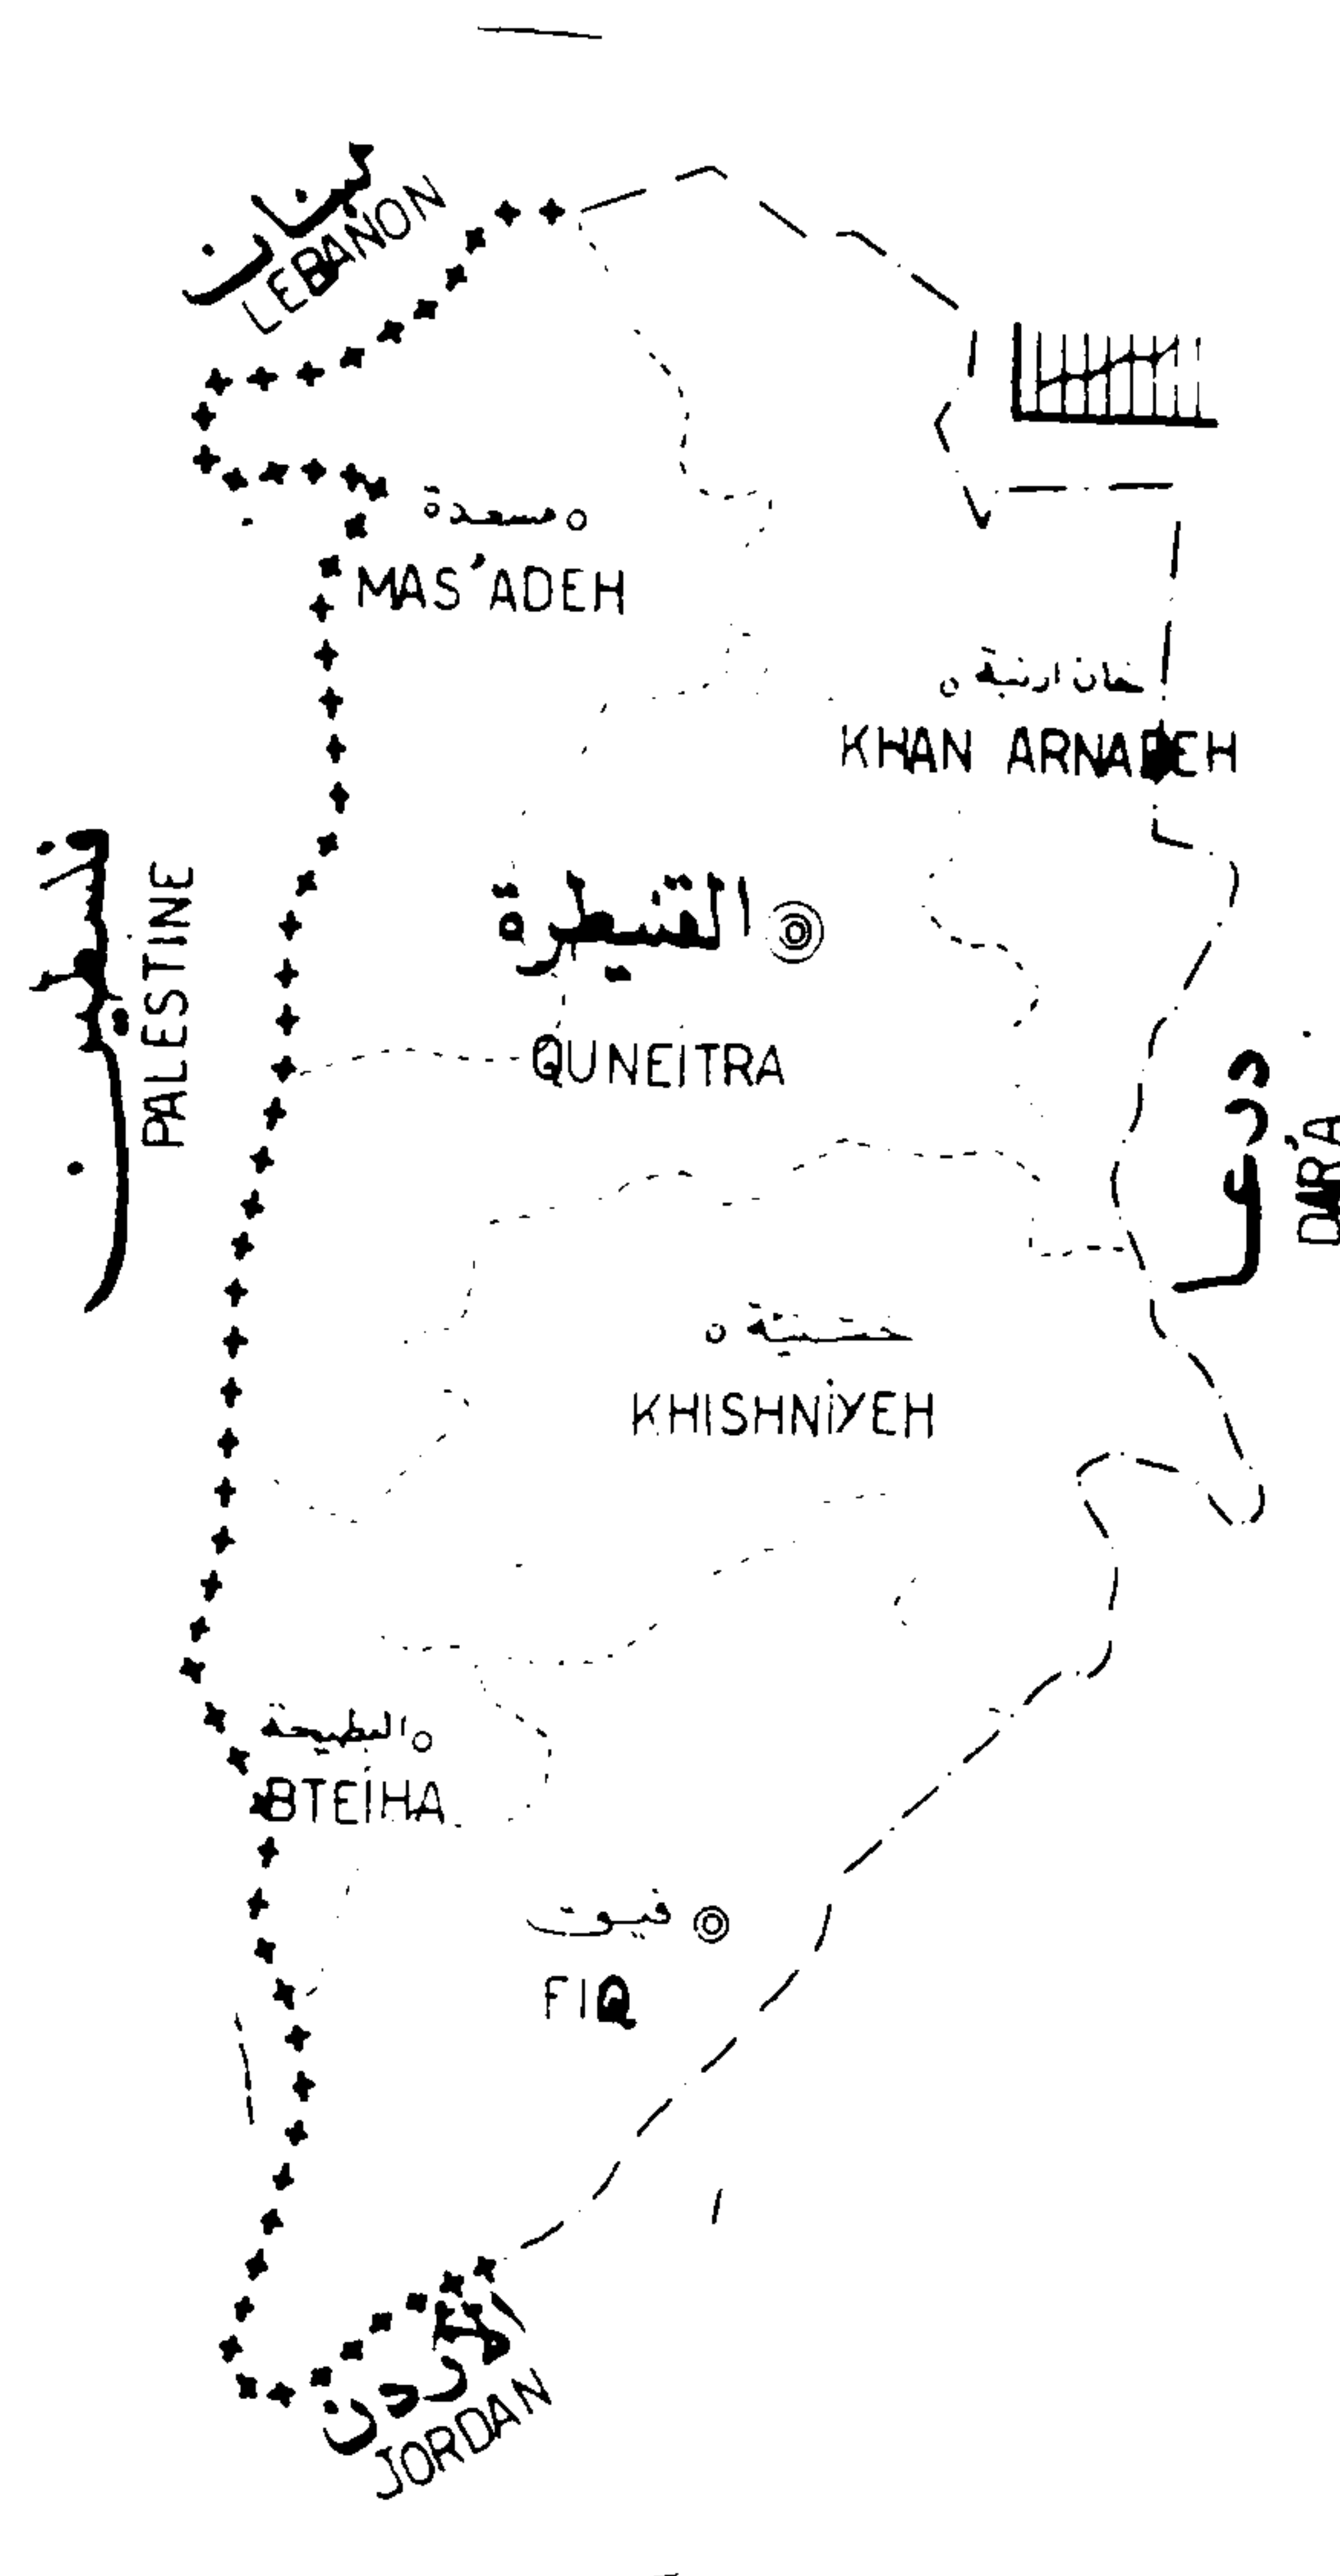 لبنان
LEBANON
مسعدة
MAS'ADEH
خان ارنبة
KHAN ARNABEH
القنيطرة
QUNEITRA
فلسطين
PALESTINE
درعا
DAR'A
خشنية
KHISHNIYEH
البطيحة
BTEIHA
فيق
FIQ
الأردن
JORDAN